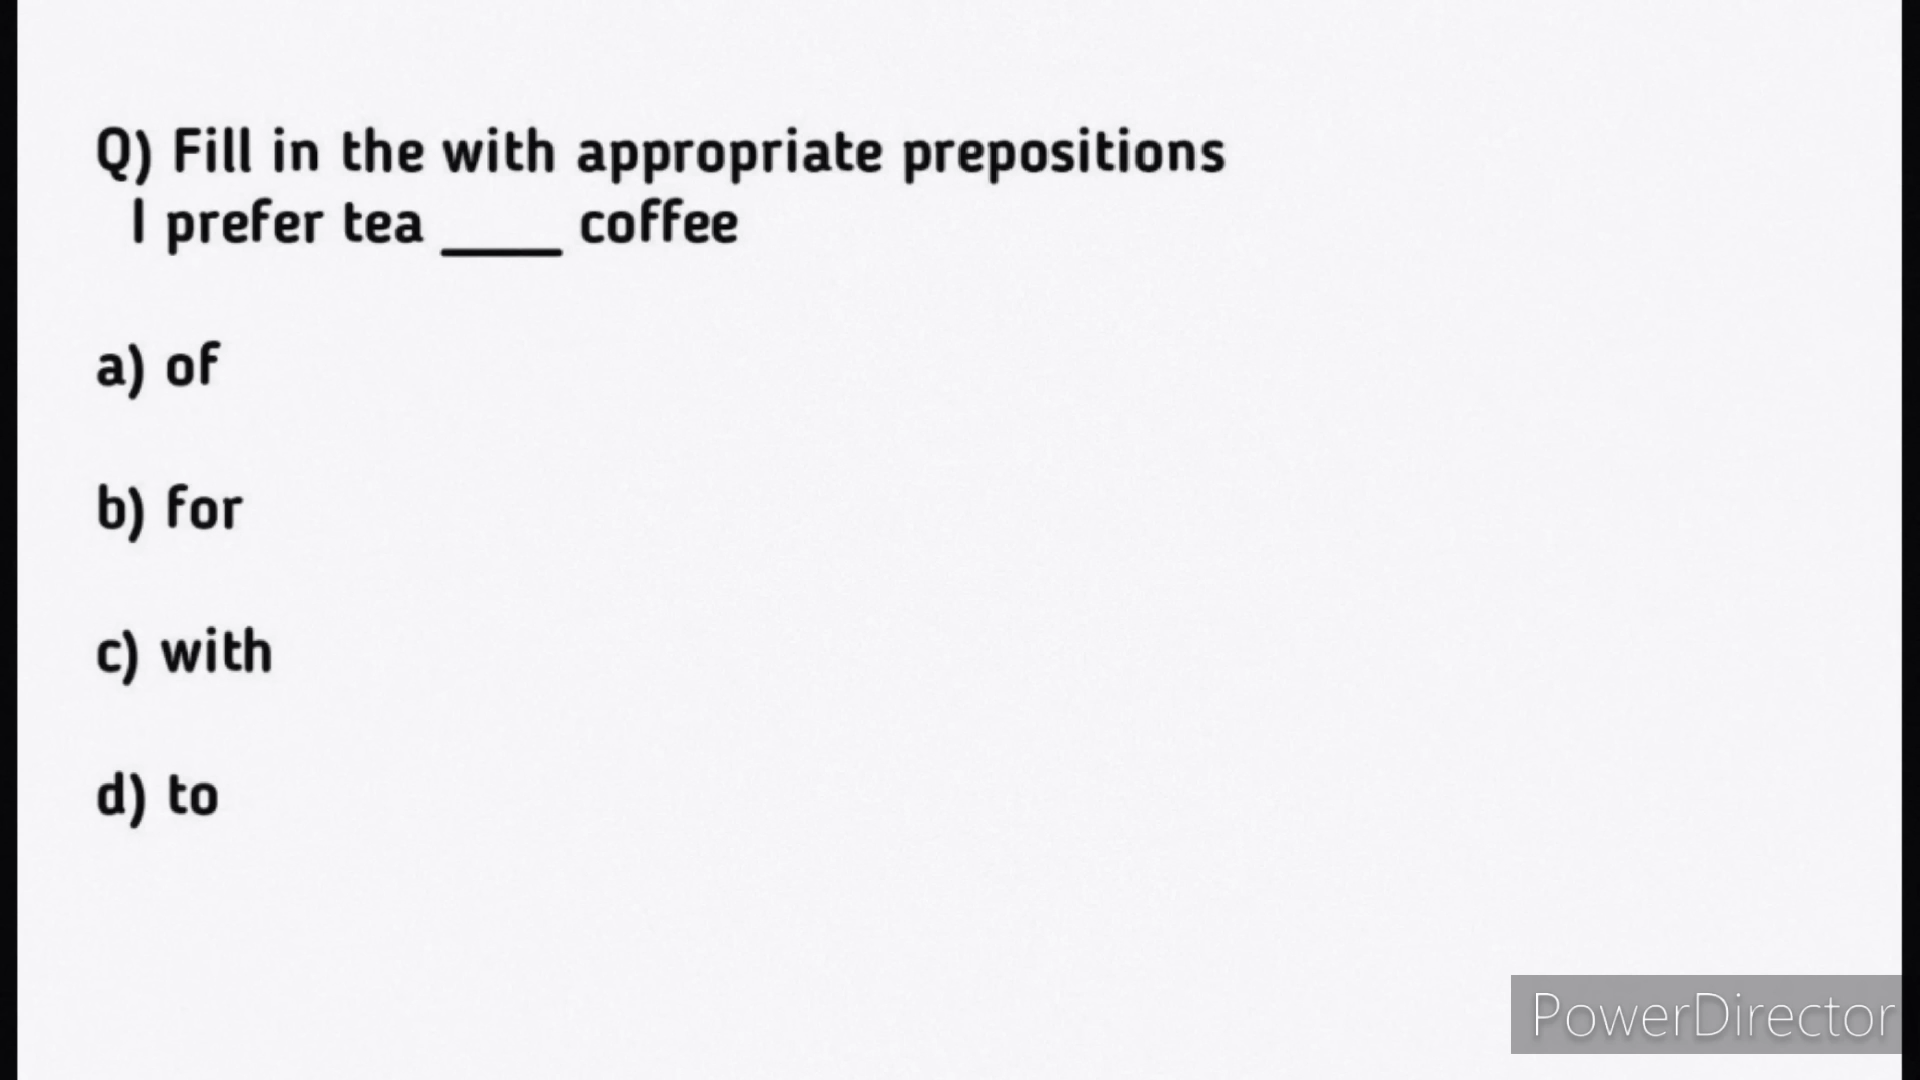 Q) Fill in the with appropriate prepositions
I prefer tea ____ coffee
a) of
b) for
c) with
d) to
PowerDirector